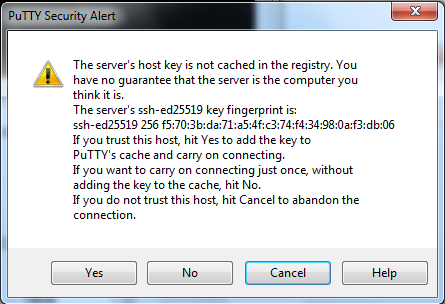 PuTTY Security Alert
The server's host key is not cached in the registry. You
have no guarantee that the server is the computer you
think it is.
The server's ssh-ed25519 key fingerprint is:
ssh-ed25519 256 f5:70:3b:da:71:a5:4f:c3:74:f4:34:98:0a:f3:db:06
If you trust this host, hit Yes to add the key to
PuTTY's cache and carry on connecting.
If you want to carry on connecting just once, without
adding the key to the cache, hit No.
If you do not trust this host, hit Cancel to abandon the
connection.
Yes No Cancel Help